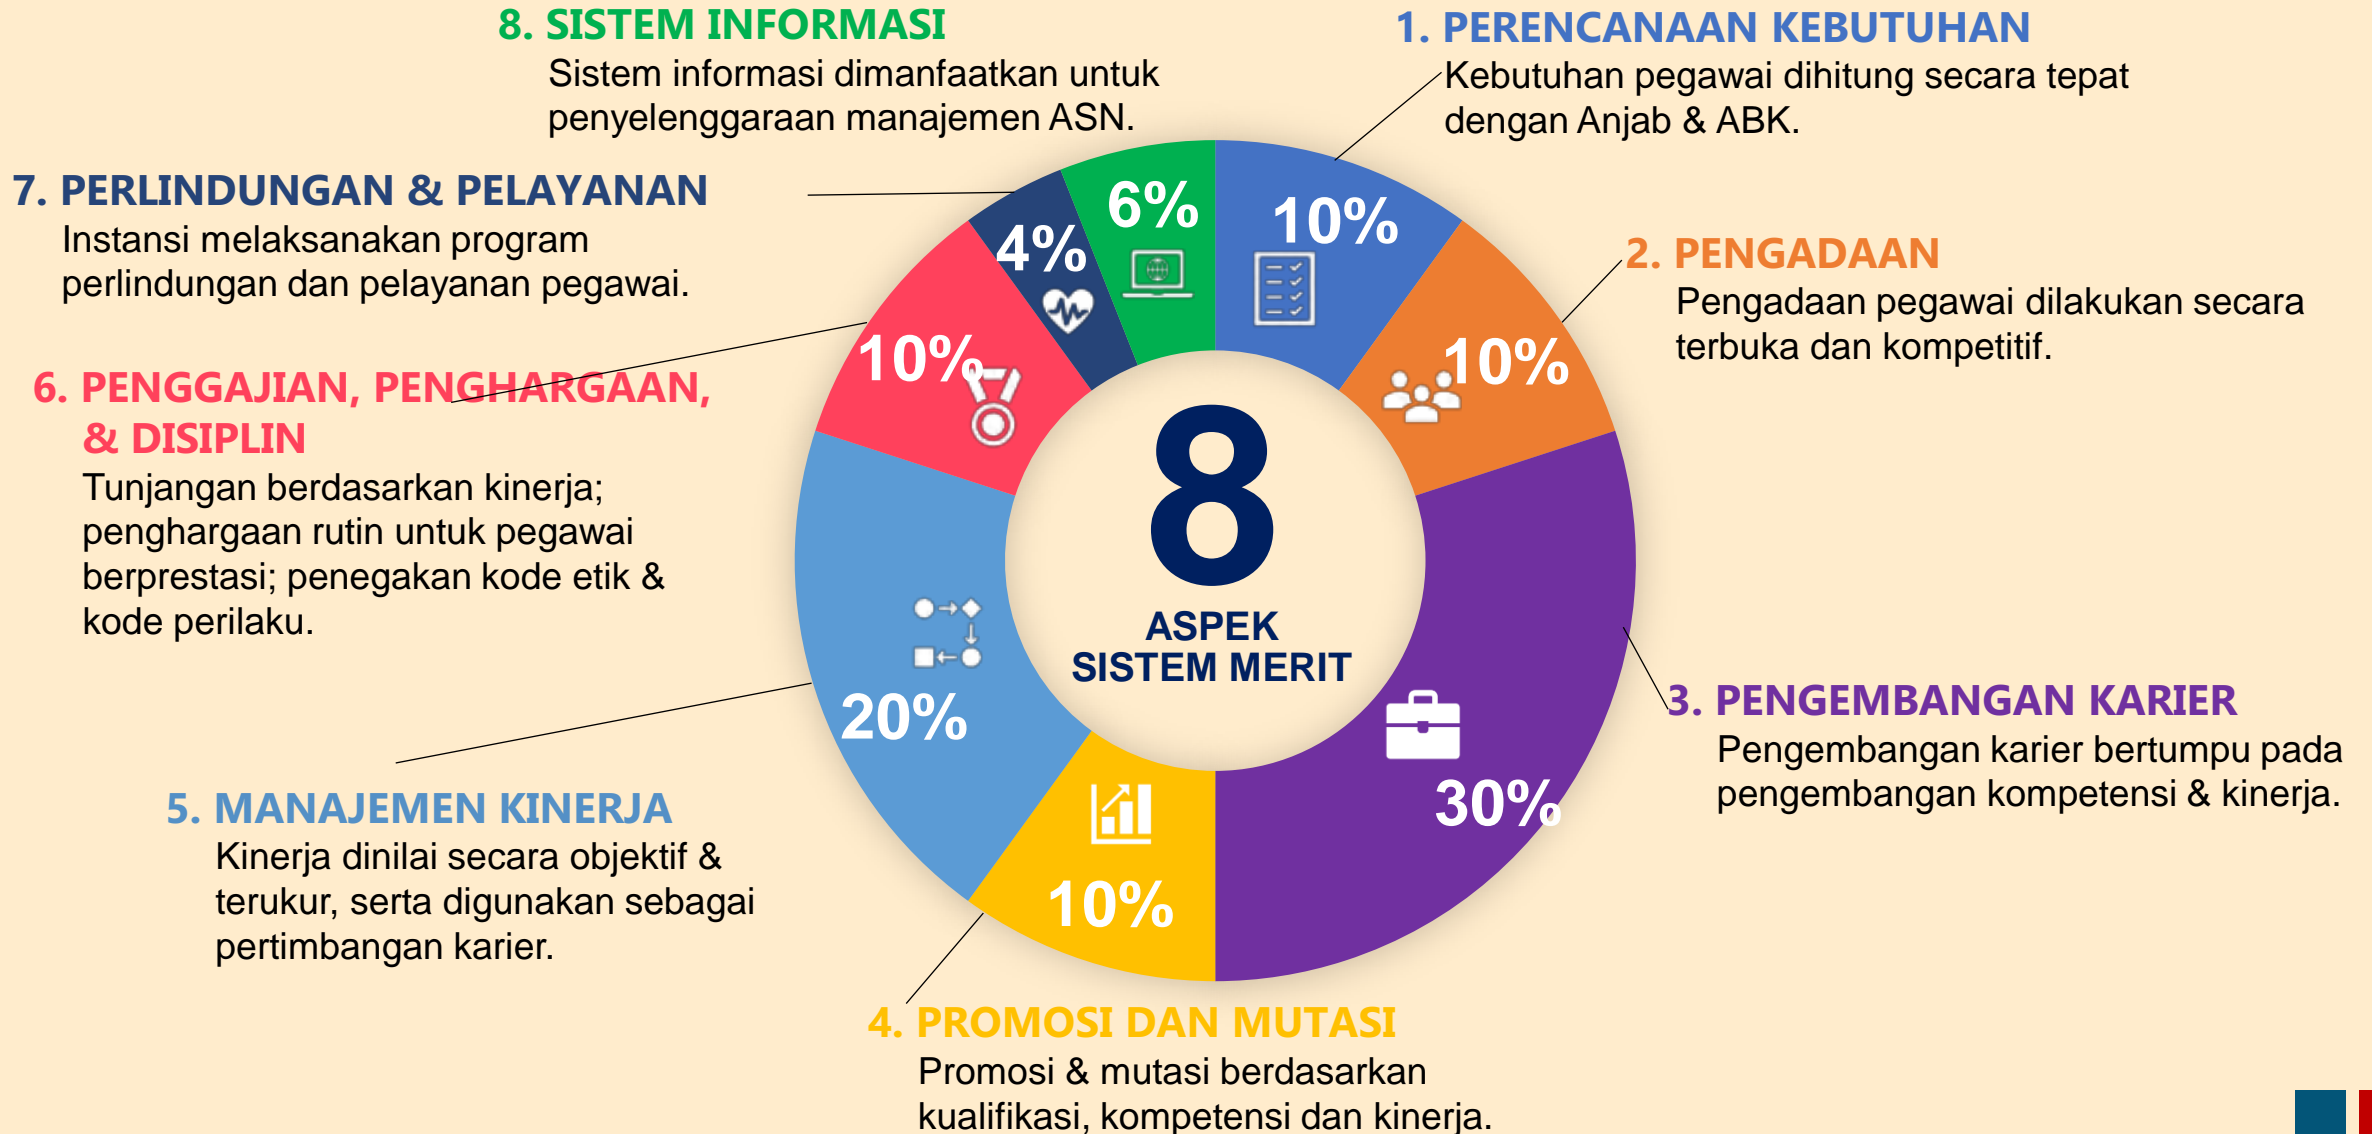 8. SISTEM INFORMASI
Sistem informasi dimanfaatkan untuk
penyelenggaraan manajemen ASN.
1. PERENCANAAN KEBUTUHAN
Kebutuhan pegawai dihitung secara tepat
dengan Anjab & ABK.
7. PERLINDUNGAN & PELAYANAN
Instansi melaksanakan program
perlindungan dan pelayanan pegawai.
2. PENGADAAN
Pengadaan pegawai dilakukan secara
terbuka dan kompetitif.
6. PENGGAJIAN, PENGHARGAAN,
& DISIPLIN
Tunjangan berdasarkan kinerja;
penghargaan rutin untuk pegawai
berprestasi; penegakan kode etik &
kode perilaku.
6%
10%
4%
10%
10%
20%
30%
10%
8
ASPEK
SISTEM MERIT
3. PENGEMBANGAN KARIER
Pengembangan karier bertumpu pada
pengembangan kompetensi & kinerja.
5. MANAJEMEN KINERJA
Kinerja dinilai secara objektif &
terukur, serta digunakan sebagai
pertimbangan karier.
4. PROMOSI DAN MUTASI
Promosi & mutasi berdasarkan
kualifikasi, kompetensi dan kinerja.